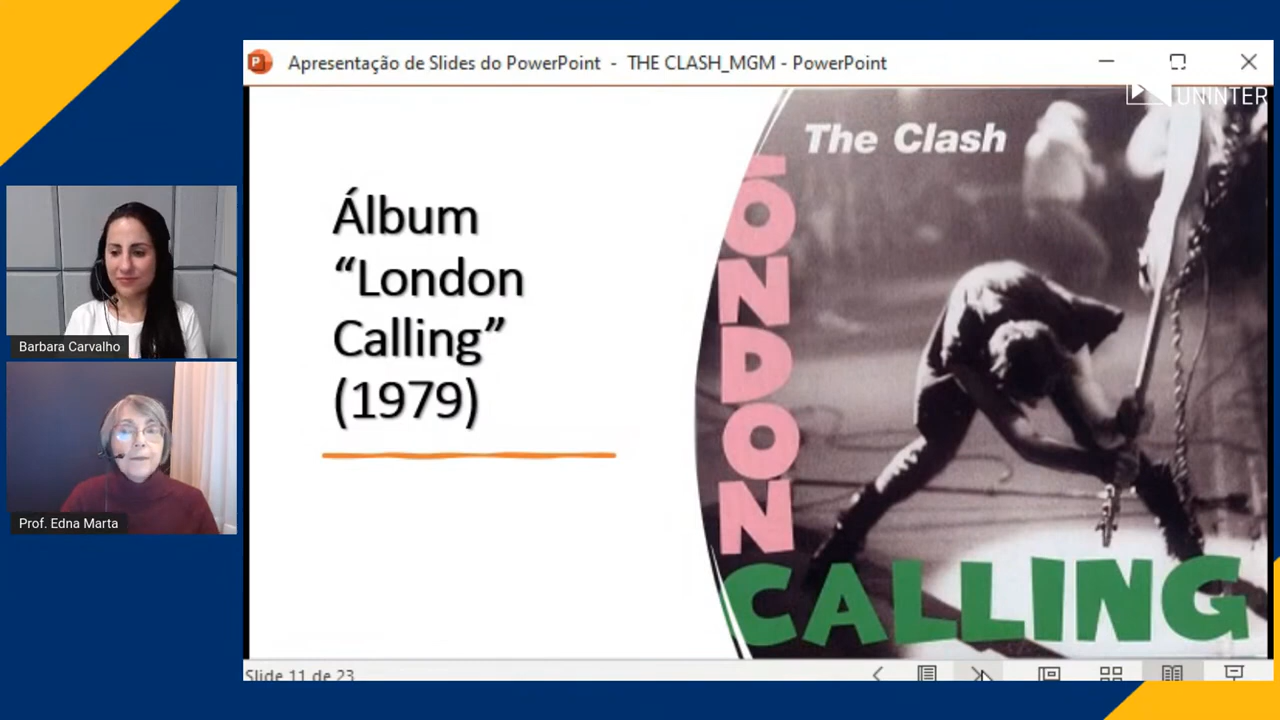 Apresentação de Slides do PowerPoint - THE CLASH_MGM - PowerPoint
UNINTER
Álbum
“London
Calling”
(1979)
The Clash
LONDON
CALLING
Barbara Carvalho
Prof. Edna Marta
Slide 11 de 23